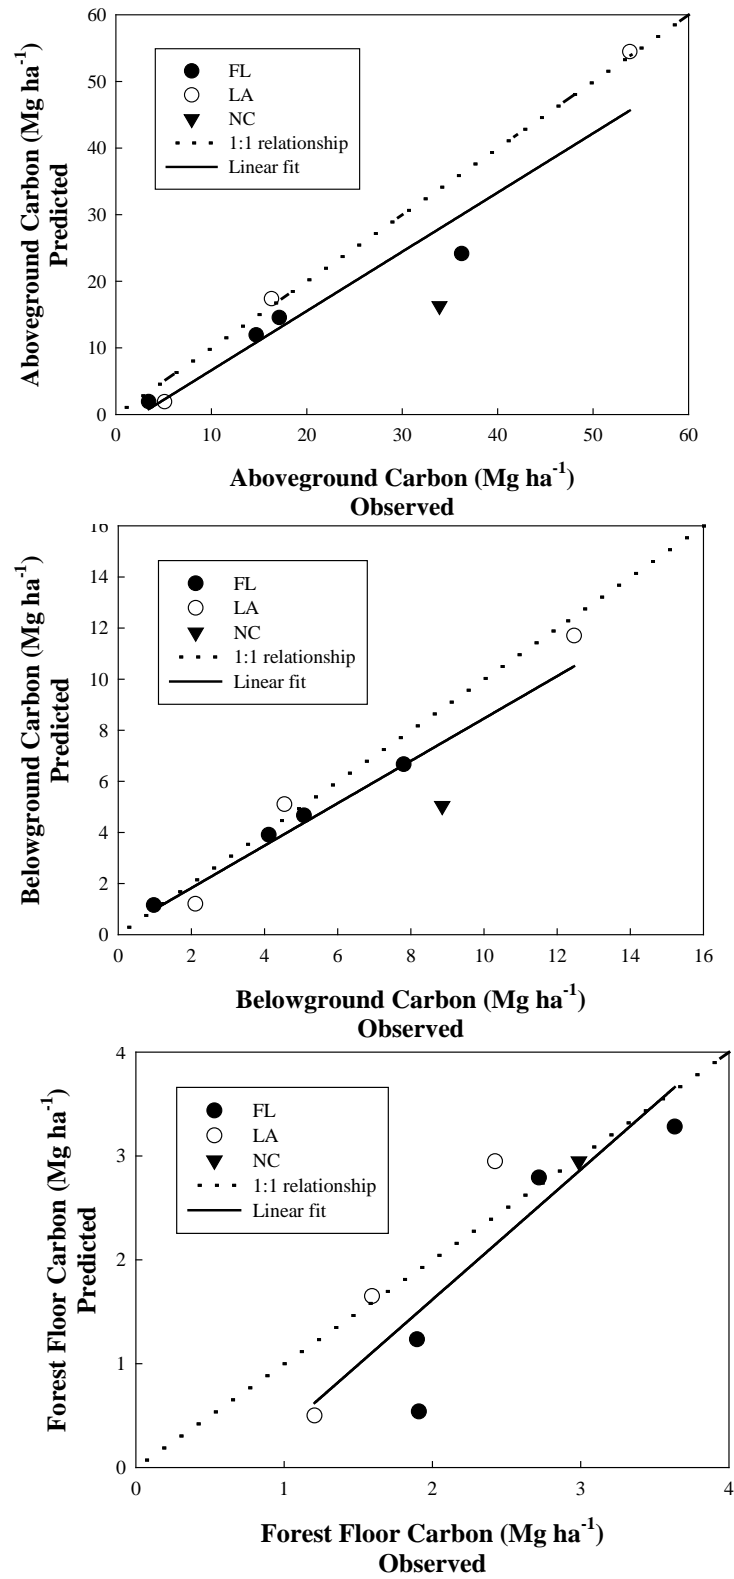 60
50
40
30
20
10
0
Aboveground Carbon (Mg ha-1)
Predicted
FL
LA
NC
1:1 relationship
Linear fit
0 10 20 30 40 50 60
Aboveground Carbon (Mg ha-1)
Observed
16
14
12
10
8
6
4
2
0
Belowground Carbon (Mg ha-1)
Predicted
FL
LA
NC
1:1 relationship
Linear fit
0 2 4 6 8 10 12 14 16
Belowground Carbon (Mg ha-1)
Observed
4
3
2
1
0
Forest Floor Carbon (Mg ha-1)
Predicted
FL
LA
NC
1:1 relationship
Linear fit
0 1 2 3 4
Forest Floor Carbon (Mg ha-1)
Observed